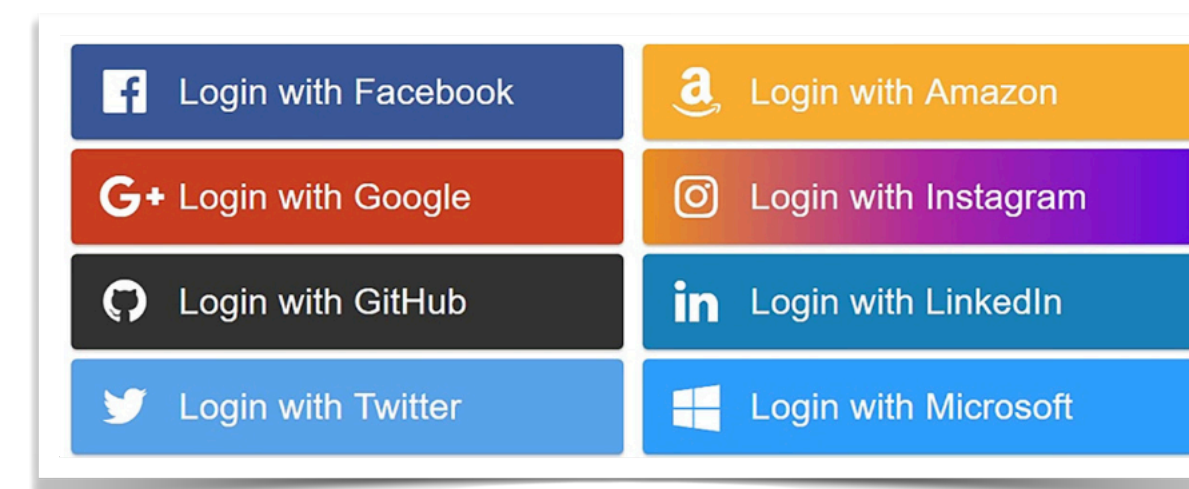 Login with Facebook
Login with Amazon
G+ Login with Google
Login with Instagram
Login with GitHub
in Login with LinkedIn
Login with Twitter
Login with Microsoft